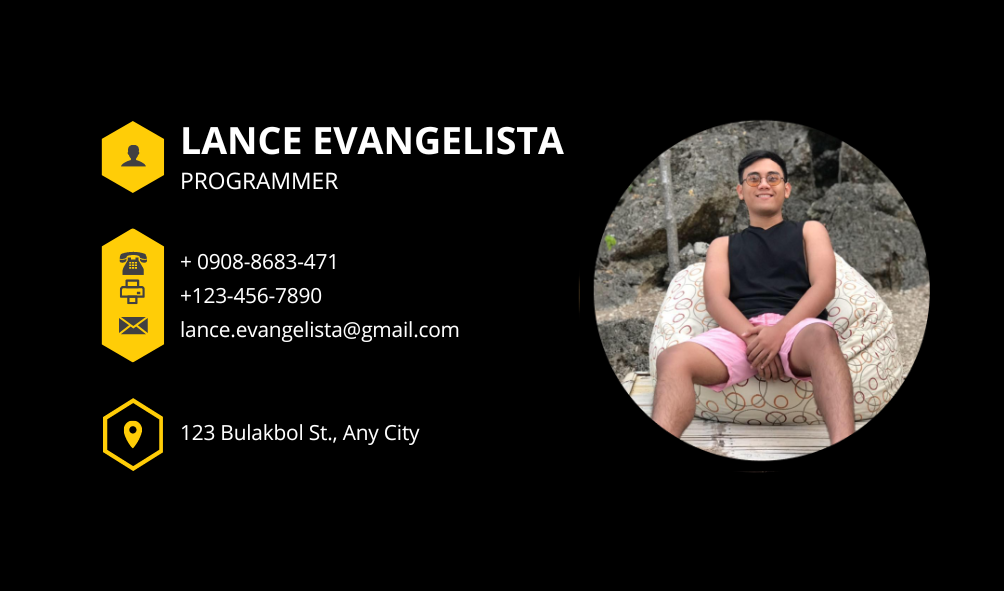 LANCE EVANGELISTA
PROGRAMMER
+ 0908-8683-471
+123-456-7890
lance.evangelista@gmail.com
123 Bulakbol St., Any City